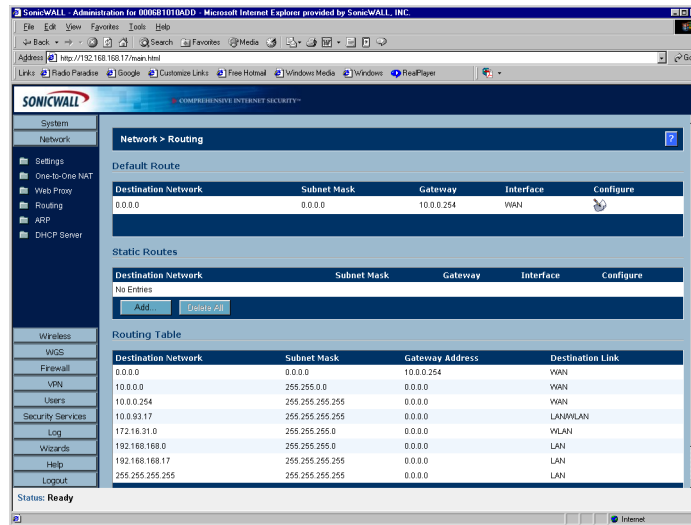 SonicWALL - Administration for 0006B1010ADD - Microsoft Internet Explorer provided by SonicWALL, INC.
File Edit View Favorites Tools Help
Back Search Favorites Media
Address http://192.168.168.17/main.html Go
Links Radio Paradise Google Customize Links Free Hotmail Windows Media Windows RealPlayer
SONICWALL COMPREHENSIVE INTERNET SECURITY™
System
Network
Settings
One-to-One NAT
Web Proxy
Routing
ARP
DHCP Server
Wireless
WGS
Firewall
VPN
Users
Security Services
Log
Wizards
Help
Logout
Network > Routing ?
Default Route
Destination Network Subnet Mask Gateway Interface Configure
0.0.0.0 0.0.0.0 10.0.0.254 WAN
Static Routes
Destination Network Subnet Mask Gateway Interface Configure
No Entries
Add... Delete All
Routing Table
Destination Network Subnet Mask Gateway Address Destination Link
0.0.0.0 0.0.0.0 10.0.0.254 WAN
10.0.0.0 255.255.0.0 0.0.0.0 WAN
10.0.0.254 255.255.255.255 0.0.0.0 WAN
10.0.93.17 255.255.255.255 0.0.0.0 LAN/WLAN
172.16.31.0 255.255.255.0 0.0.0.0 WLAN
192.168.168.0 255.255.255.0 0.0.0.0 LAN
192.168.168.17 255.255.255.255 0.0.0.0 LAN
255.255.255.255 255.255.255.255 0.0.0.0 LAN
Status: Ready
Internet